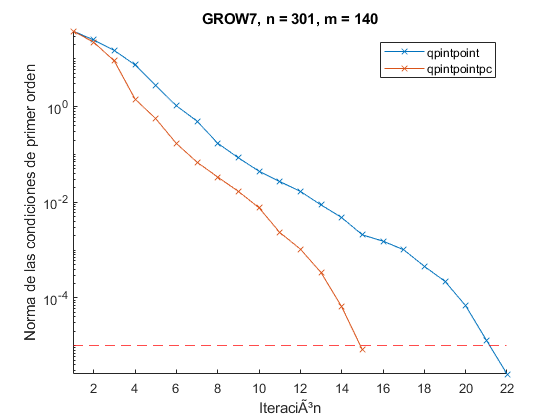 GROW7, n = 301, m = 140
qpintpoint
qpintpointpc
Norma de las condiciones de primer orden
10^0
10^-2
10^-4
2 4 6 8 10 12 14 16 18 20 22
IteraciÃ³n